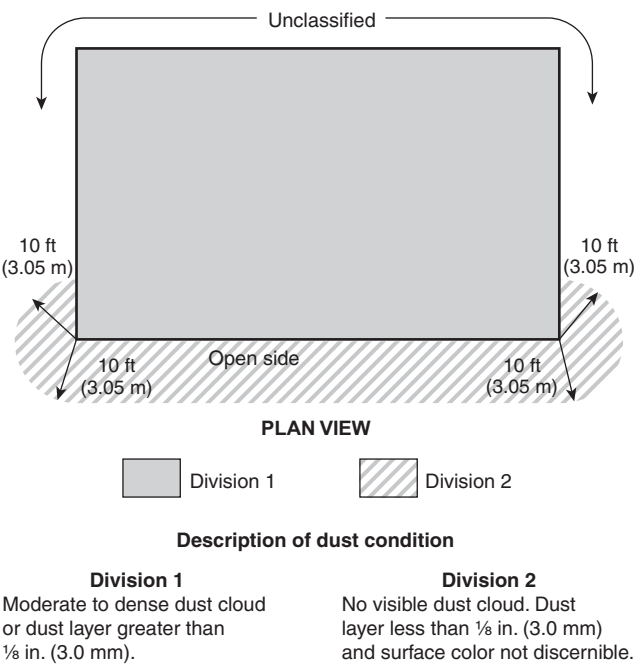 Unclassified
10 ft
(3.05 m)
10 ft
(3.05 m)
10 ft
(3.05 m)
Open side
10 ft
(3.05 m)
PLAN VIEW
Division 1
Division 2
Description of dust condition
Division 1
Moderate to dense dust cloud
or dust layer greater than
⅛ in. (3.0 mm).
Division 2
No visible dust cloud. Dust
layer less than ⅛ in. (3.0 mm)
and surface color not discernible.